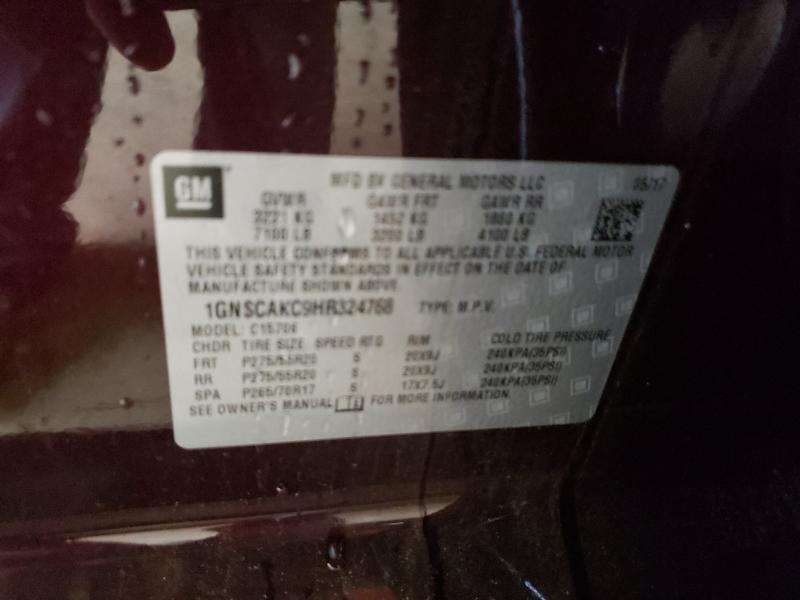 GM
MFD BY GENERAL MOTORS LLC 05/17
GVWR GAWR FRT GAWR RR
3221 KG 1452 KG 1860 KG
7100 LB 3200 LB 4100 LB
THIS VEHICLE CONFORMS TO ALL APPLICABLE U.S. FEDERAL MOTOR
VEHICLE SAFETY STANDARDS IN EFFECT ON THE DATE OF
MANUFACTURE SHOWN ABOVE.
1GNSCAKC9HR324768 TYPE: M.P.V.
MODEL: C15706
CHDR TIRE SIZE SPEED RTG RIM COLD TIRE PRESSURE
FRT P275/55R20 S 20X9J 240KPA(35PSI)
RR P275/55R20 S 20X9J 240KPA(35PSI)
SPA P265/70R17 S 17X7.5J 240KPA(35PSI)
SEE OWNER'S MANUAL FOR MORE INFORMATION